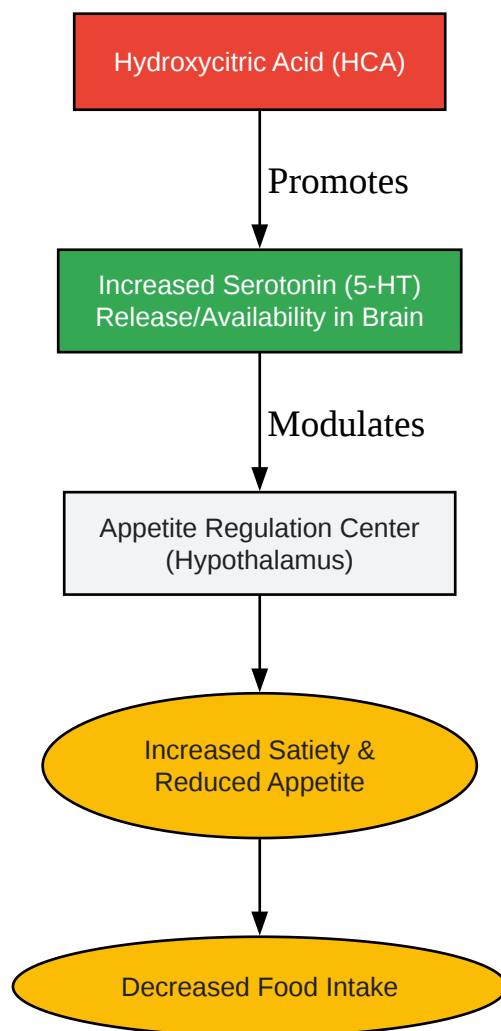 Hydroxycitric Acid (HCA)
Promotes
Increased Serotonin (5-HT)
Release/Availability in Brain
Modulates
Appetite Regulation Center
(Hypothalamus)
Increased Satiety &
Reduced Appetite
Decreased Food Intake